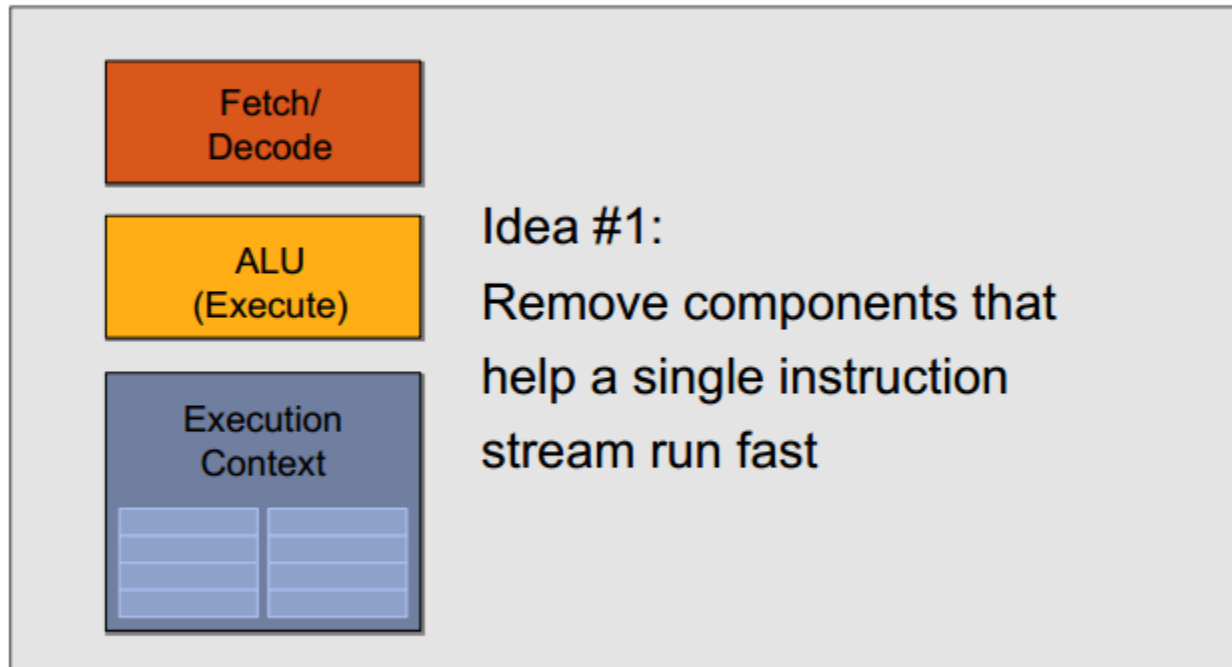 Fetch/
Decode
ALU
(Execute)
Execution
Context
Idea #1:
Remove components that
help a single instruction
stream run fast